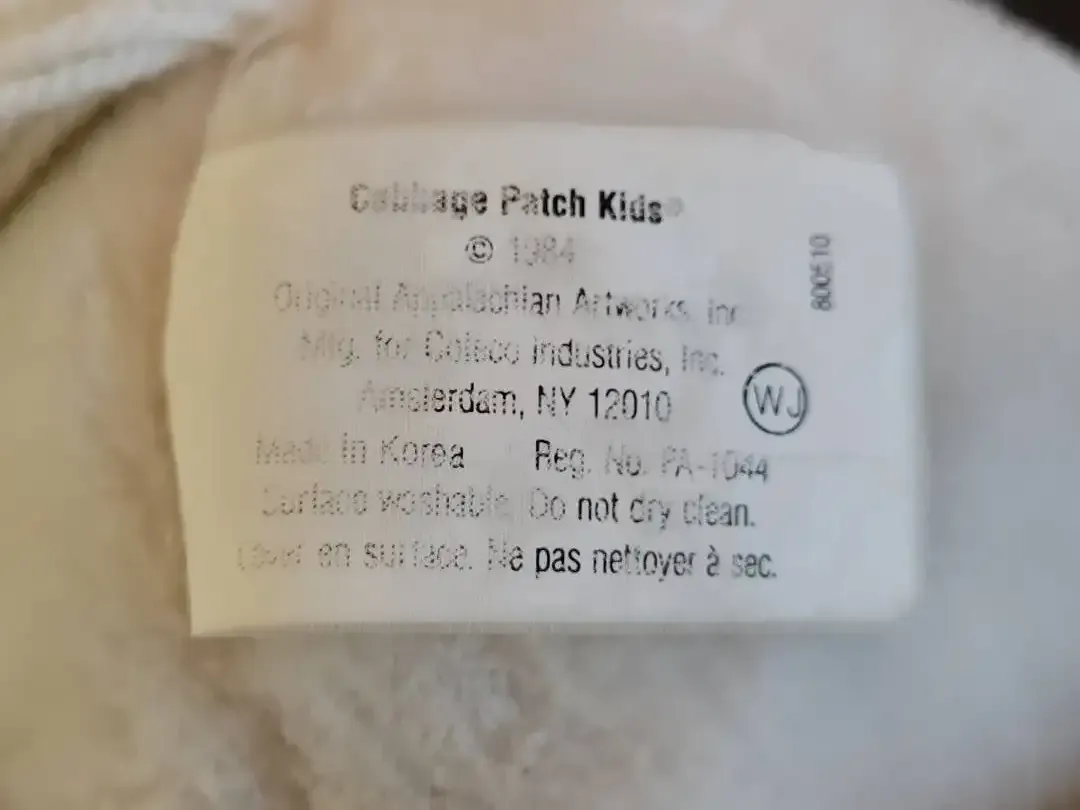 Cabbage Patch Kids®
© 1984
Original Appalachian Artworks, Inc.
Mfg. for Coleco Industries, Inc.
Amsterdam, NY 12010
WJ
Made in Korea Reg. No. PA-1044
Surface washable. Do not dry clean.
Laver en surface. Ne pas nettoyer à sec.